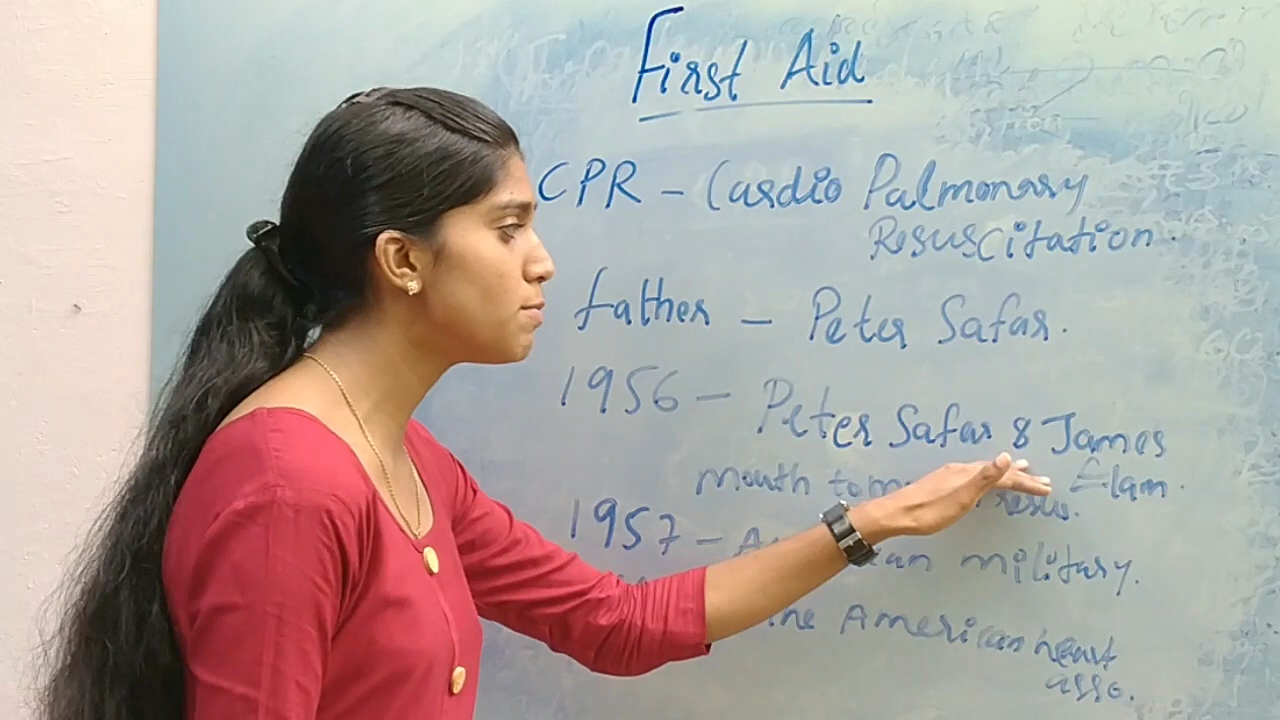 First Aid
CPR - Cardio Palmonary
Resuscitation.
father - Peter Safar.
1956 - Peter Safar & James
Elam.
mouth to resus.
1957 - military.
American heart
asso.